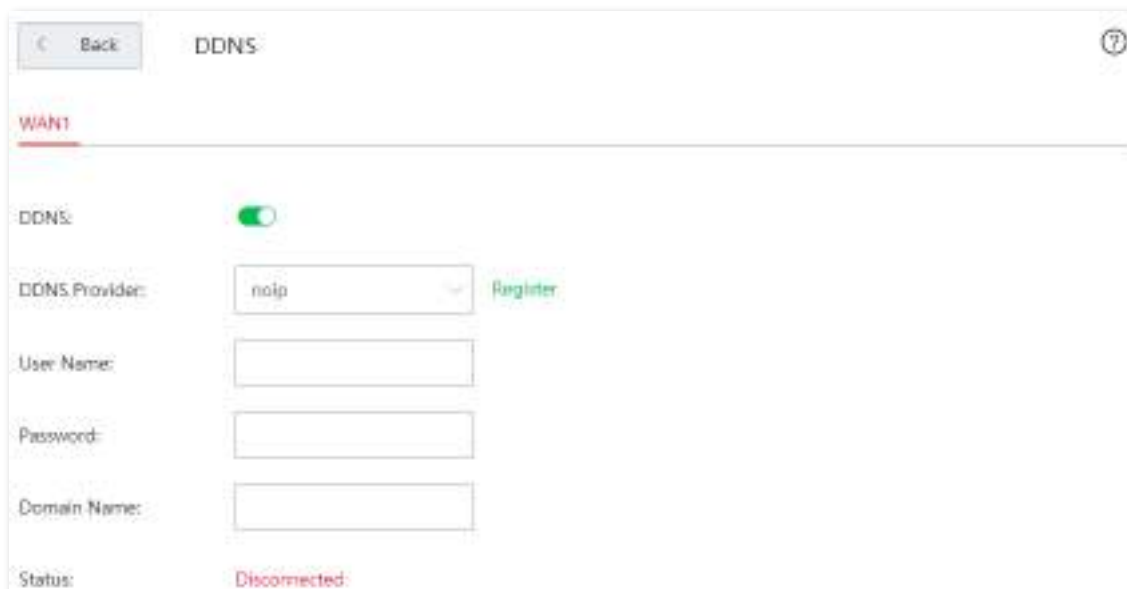 Back DDNS
WAN1
DDNS:
DDNS Provider: noip Register
User Name:
Password:
Domain Name:
Status: Disconnected